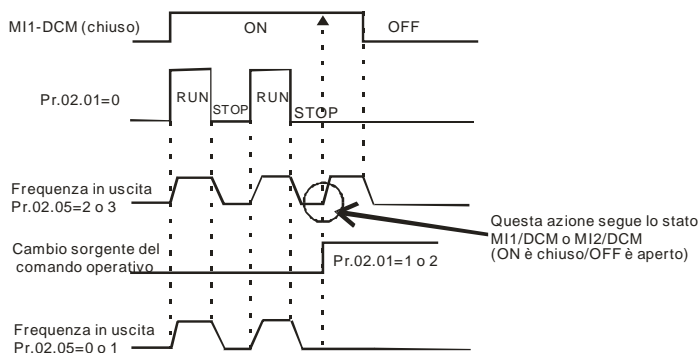 MI1-DCM (chiuso)
ON
OFF
Pr.02.01=0
RUN
STOP
RUN
STOP
Frequenza in uscita
Pr.02.05=2 o 3
Questa azione segue lo stato
MI1/DCM o MI2/DCM
(ON è chiuso/OFF è aperto)
Cambio sorgente del
comando operativo
Pr.02.01=1 o 2
Frequenza in uscita
Pr.02.05=0 o 1